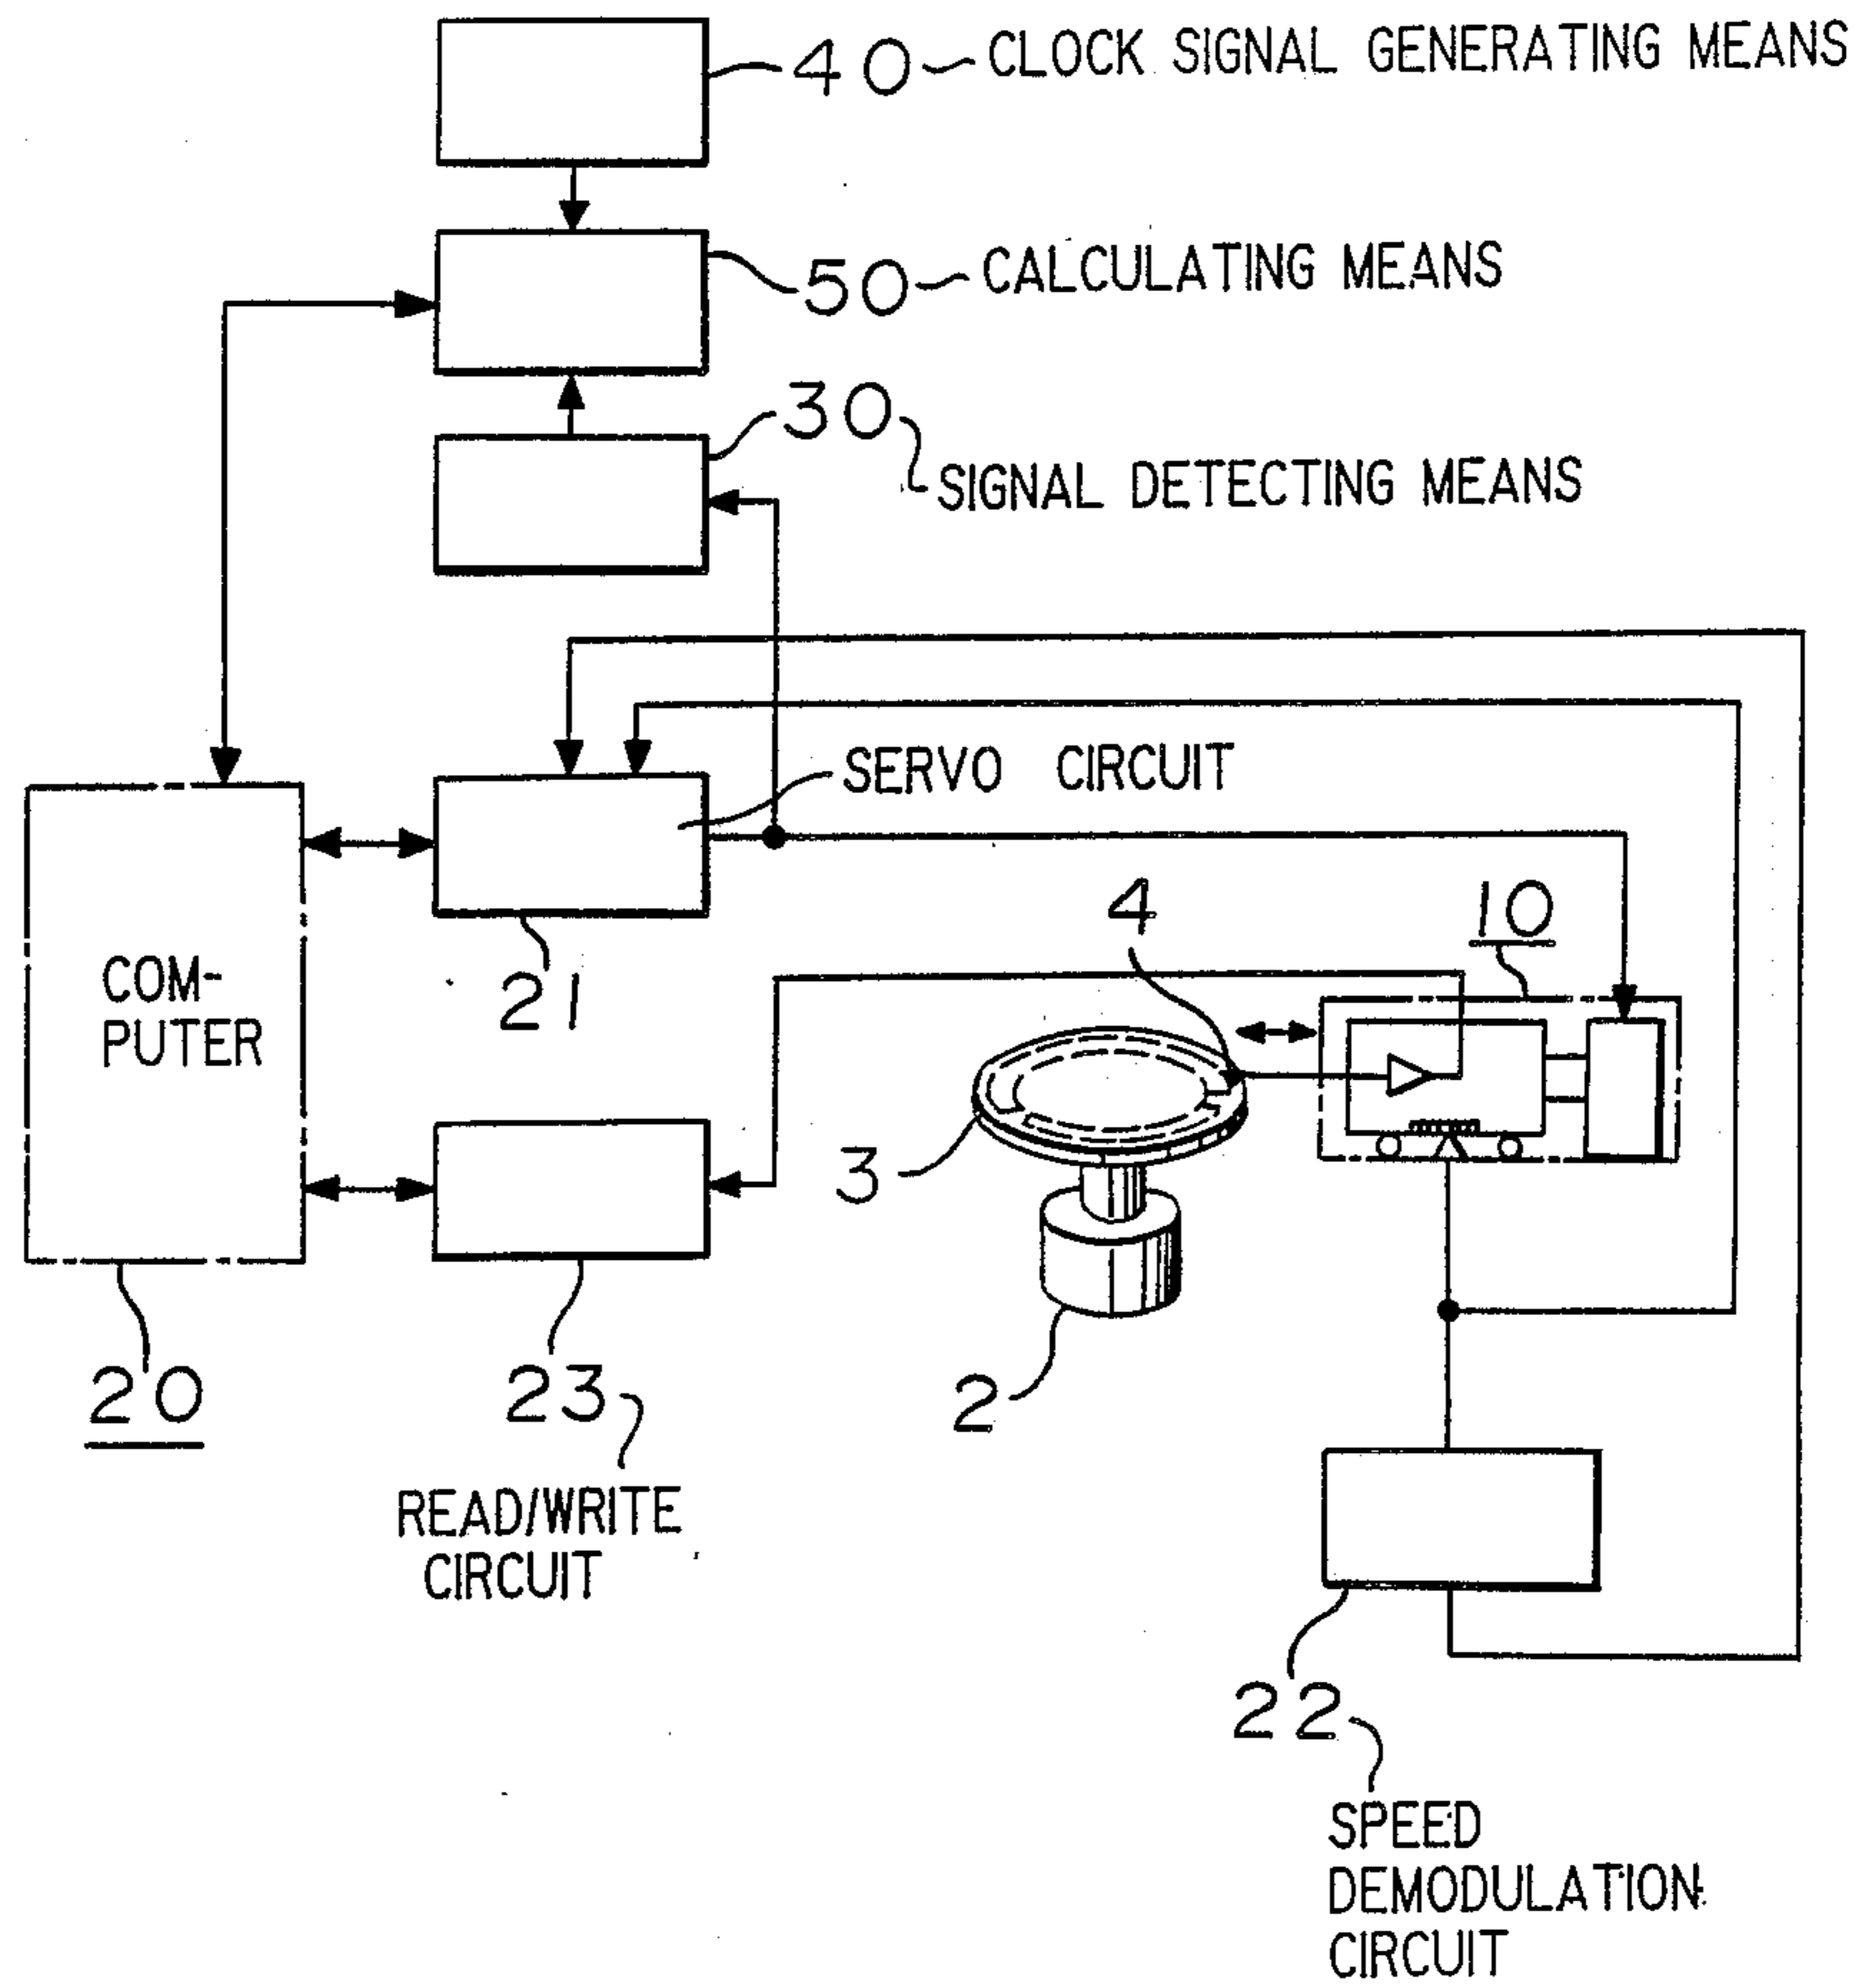 40 CLOCK SIGNAL GENERATING MEANS
50 CALCULATING MEANS
30
SIGNAL DETECTING MEANS
SERVO CIRCUIT
4
10
COM-
PUTER
21
3
2
20
23
READ/WRITE
CIRCUIT
22
SPEED
DEMODULATION
CIRCUIT